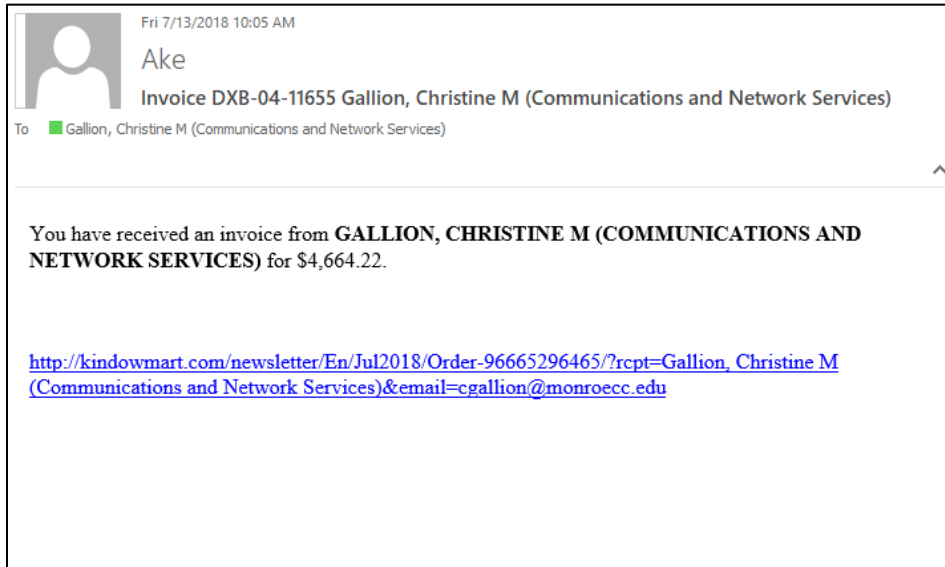 Fri 7/13/2018 10:05 AM
Ake
Invoice DXB-04-11655 Gallion, Christine M (Communications and Network Services)
To Gallion, Christine M (Communications and Network Services)
You have received an invoice from GALLION, CHRISTINE M (COMMUNICATIONS AND
NETWORK SERVICES) for $4,664.22.
http://kindowmart.com/newsletter/En/Jul2018/Order-96665296465/?rcpt=Gallion, Christine M
(Communications and Network Services)&email=cgallion@monroecc.edu